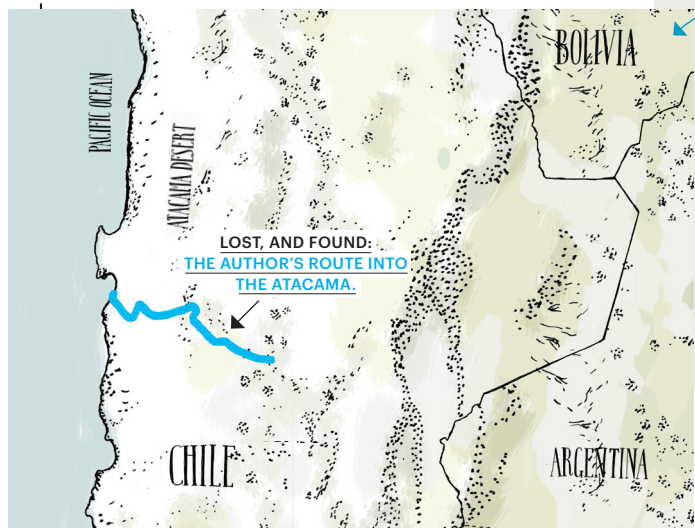 BOLIVIA
PACIFIC OCEAN
ATACAMA DESERT
LOST, AND FOUND:
THE AUTHOR'S ROUTE INTO
THE ATACAMA.
CHILE
ARGENTINA